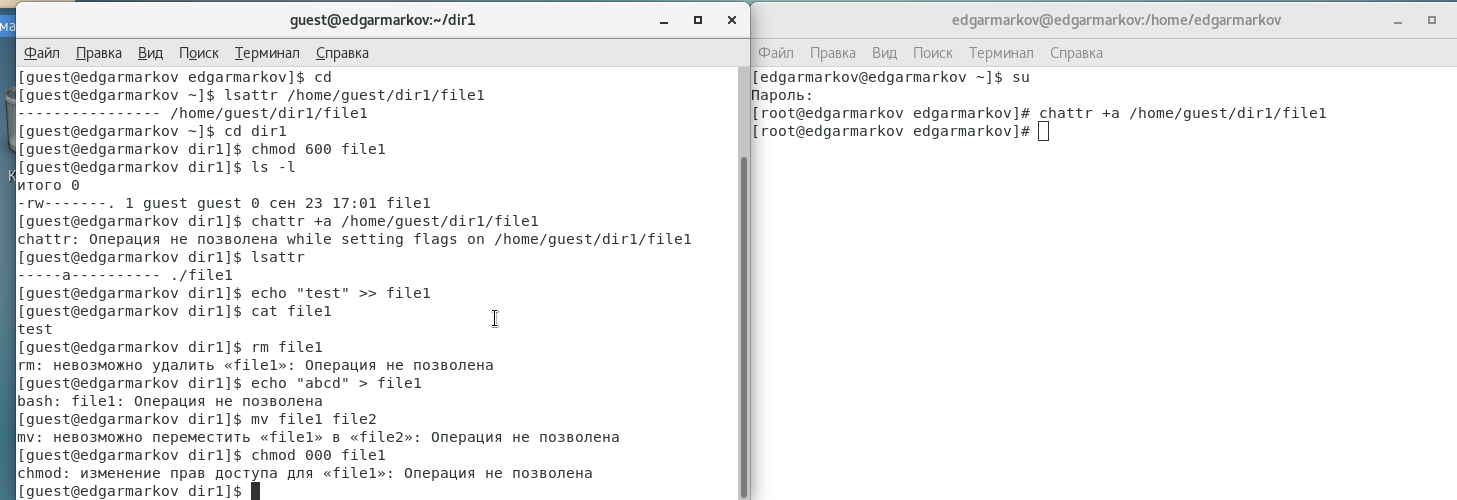 guest@edgarmarkov:~/dir1
Файл Правка Вид Поиск Терминал Справка
[guest@edgarmarkov edgarmarkov]$ cd
[guest@edgarmarkov ~]$ lsattr /home/guest/dir1/file1
---------------- /home/guest/dir1/file1
[guest@edgarmarkov ~]$ cd dir1
[guest@edgarmarkov dir1]$ chmod 600 file1
[guest@edgarmarkov dir1]$ ls -l
итого 0
-rw-------. 1 guest guest 0 сен 23 17:01 file1
[guest@edgarmarkov dir1]$ chattr +a /home/guest/dir1/file1
chattr: Операция не позволена while setting flags on /home/guest/dir1/file1
[guest@edgarmarkov dir1]$ lsattr
-----a---------- ./file1
[guest@edgarmarkov dir1]$ echo "test" >> file1
[guest@edgarmarkov dir1]$ cat file1
test
[guest@edgarmarkov dir1]$ rm file1
rm: невозможно удалить «file1»: Операция не позволена
[guest@edgarmarkov dir1]$ echo "abcd" > file1
bash: file1: Операция не позволена
[guest@edgarmarkov dir1]$ mv file1 file2
mv: невозможно переместить «file1» в «file2»: Операция не позволена
[guest@edgarmarkov dir1]$ chmod 000 file1
chmod: изменение прав доступа для «file1»: Операция не позволена
[guest@edgarmarkov dir1]$
edgarmarkov@edgarmarkov:/home/edgarmarkov
Файл Правка Вид Поиск Терминал Справка
[edgarmarkov@edgarmarkov ~]$ su
Пароль:
[root@edgarmarkov edgarmarkov]# chattr +a /home/guest/dir1/file1
[root@edgarmarkov edgarmarkov]#